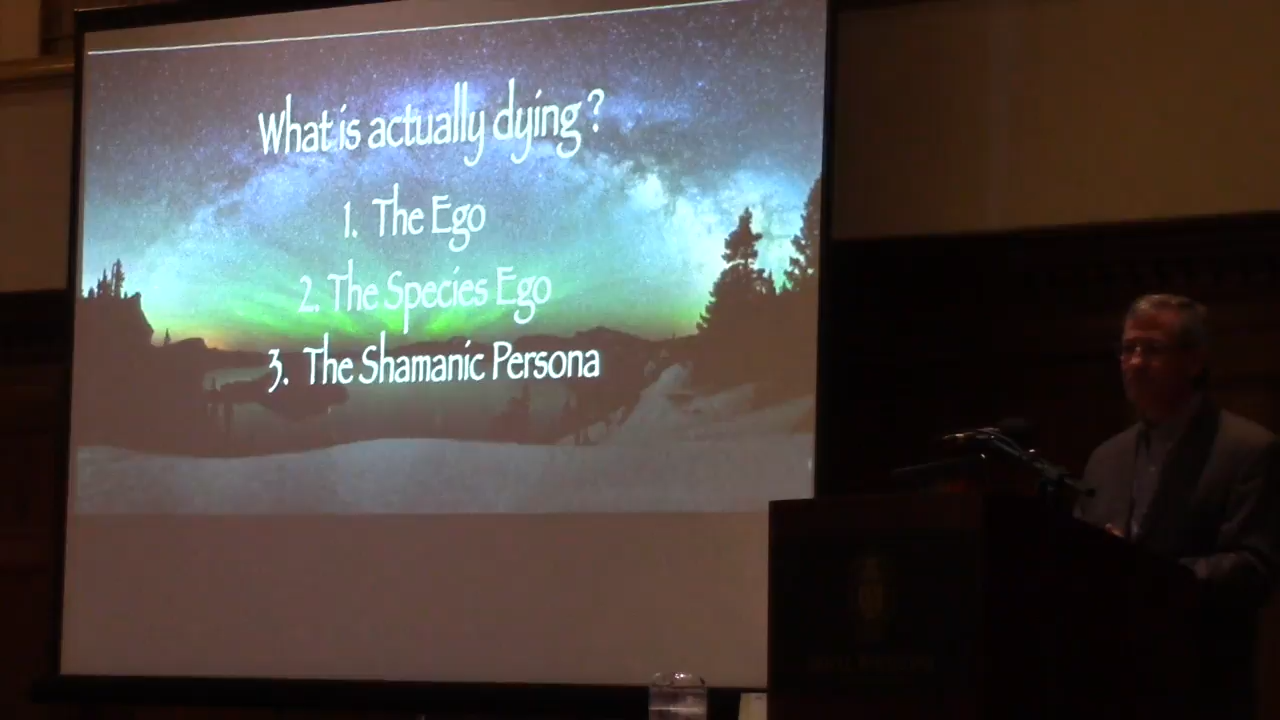 What is actually dying?
1. The Ego
2. The Species Ego
3. The Shamanic Persona